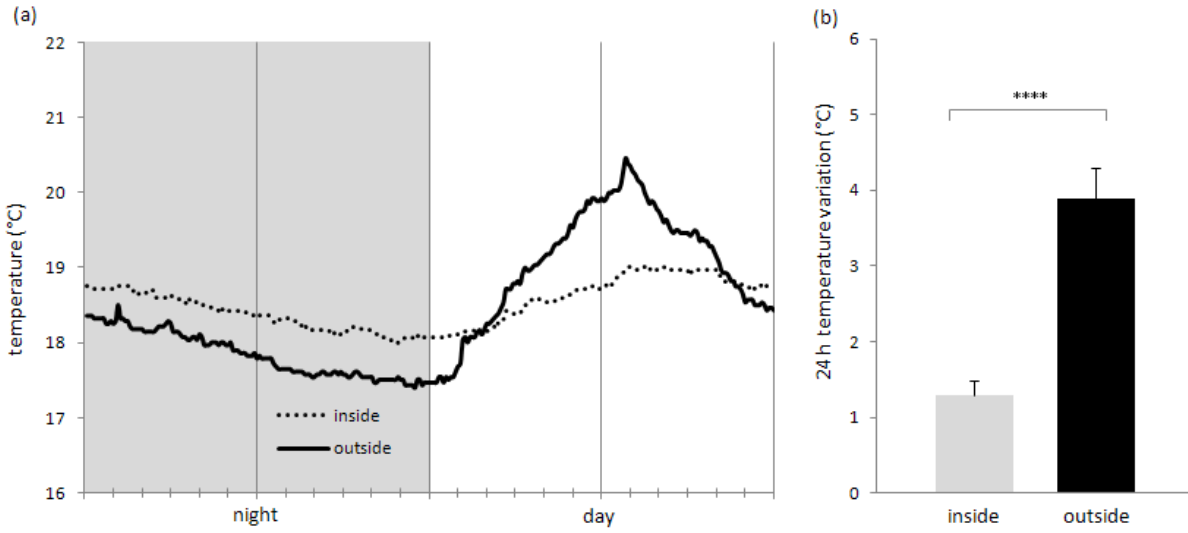 (a)
temperature (°C)
22
21
20
19
18
17
16
inside
outside
night
day
(b)
24 h temperature variation (°C)
6
5
4
3
2
1
0
****
inside
outside